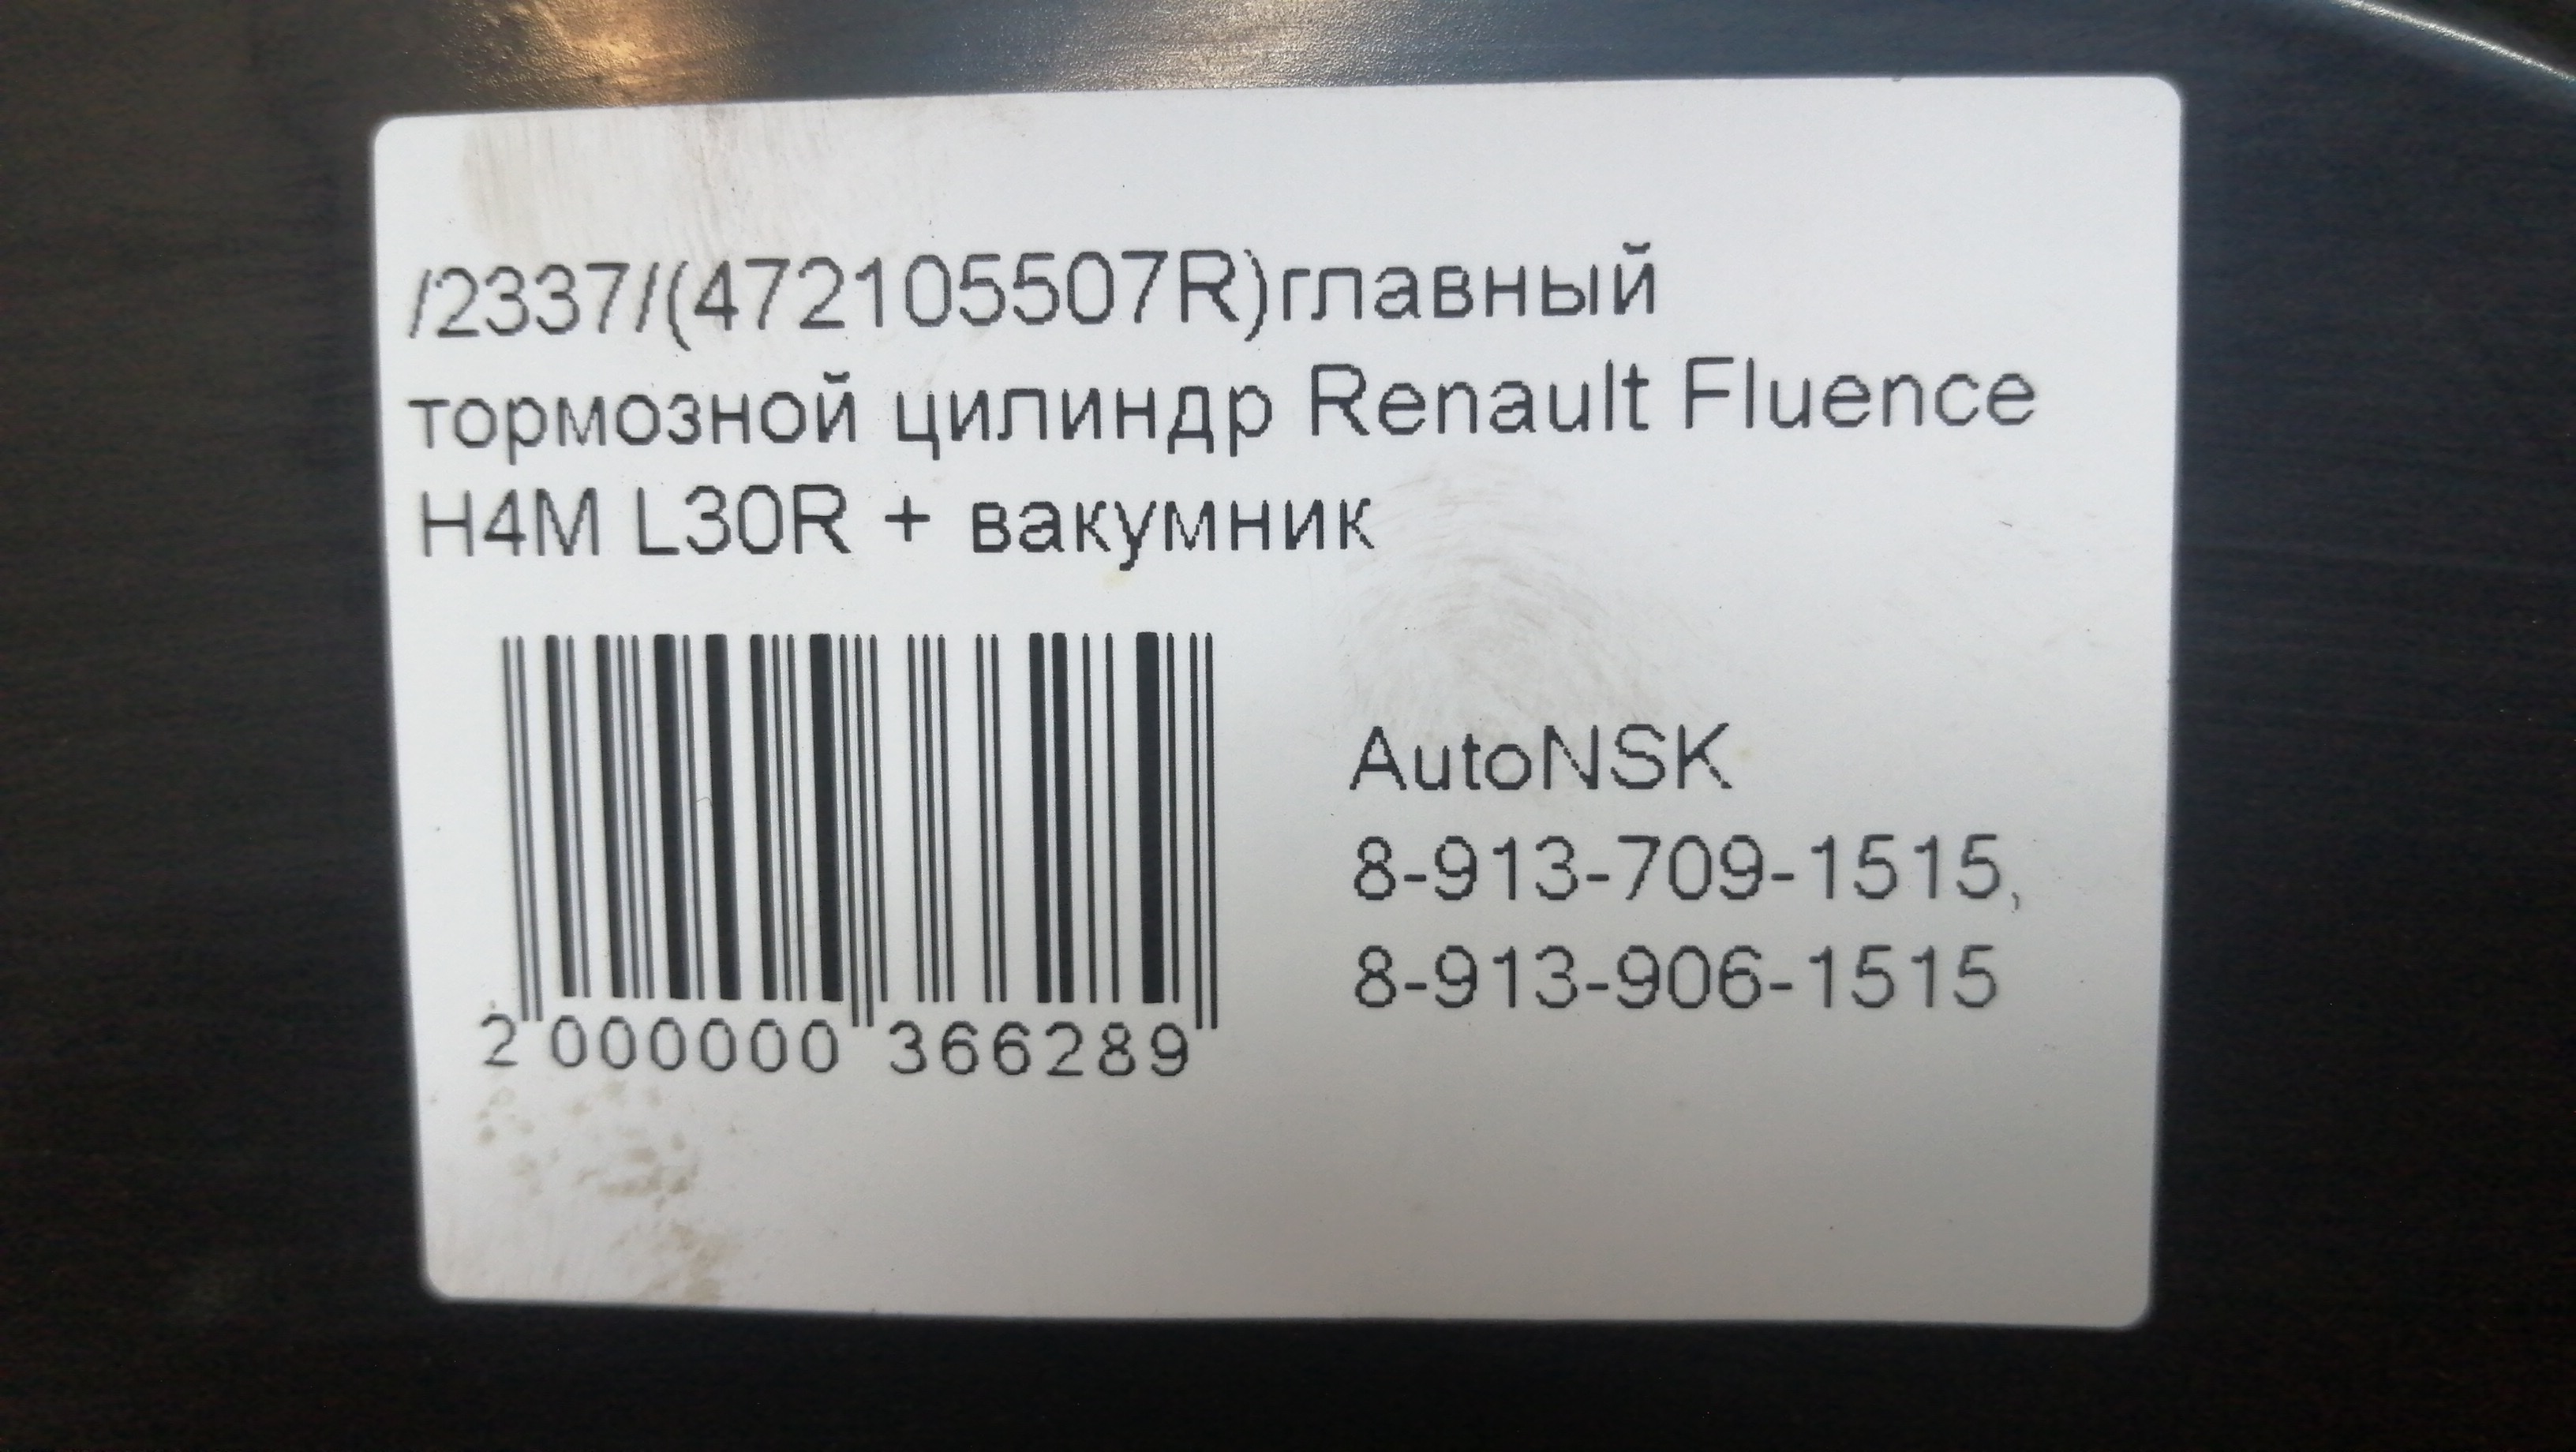 /2337/(472105507R)главный
тормозной цилиндр Renault Fluence
H4M L30R + вакумник
AutoNSK
8-913-709-1515,
8-913-906-1515
2 000000 366289